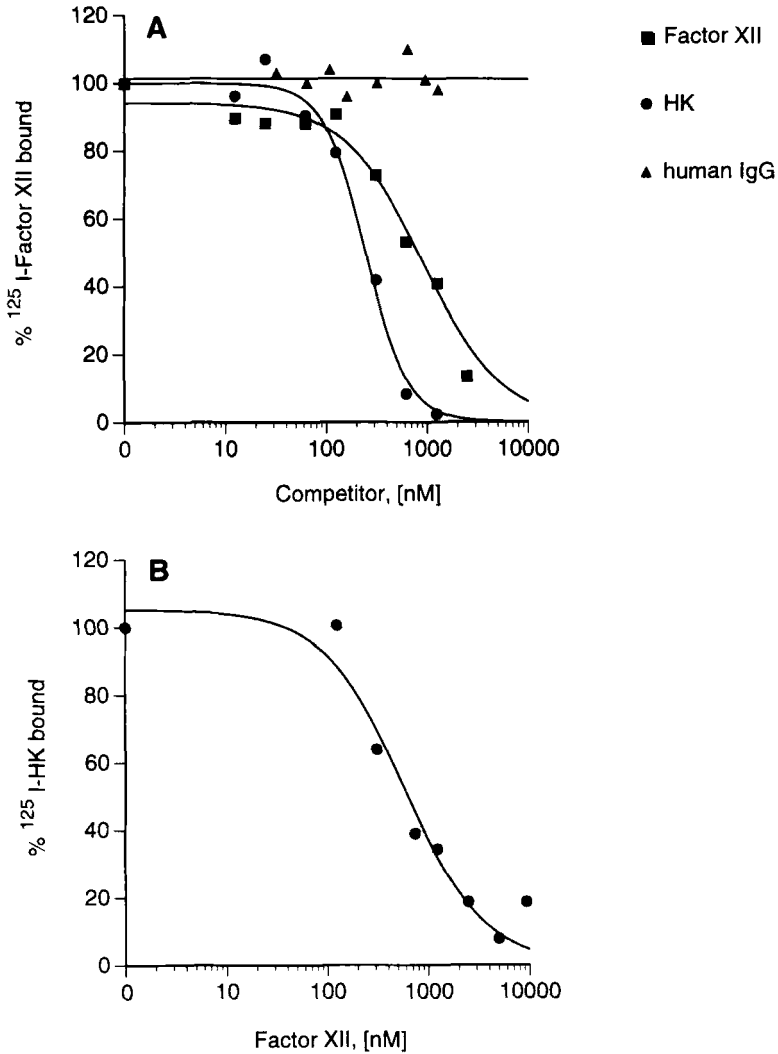 A
120
100
80
60
40
20
0
% 125 I-Factor XII bound
0 10 100 1000 10000
Competitor, [nM]
Factor XII
HK
human IgG
B
120
100
80
60
40
20
0
% 125 I-HK bound
0 10 100 1000 10000
Factor XII, [nM]